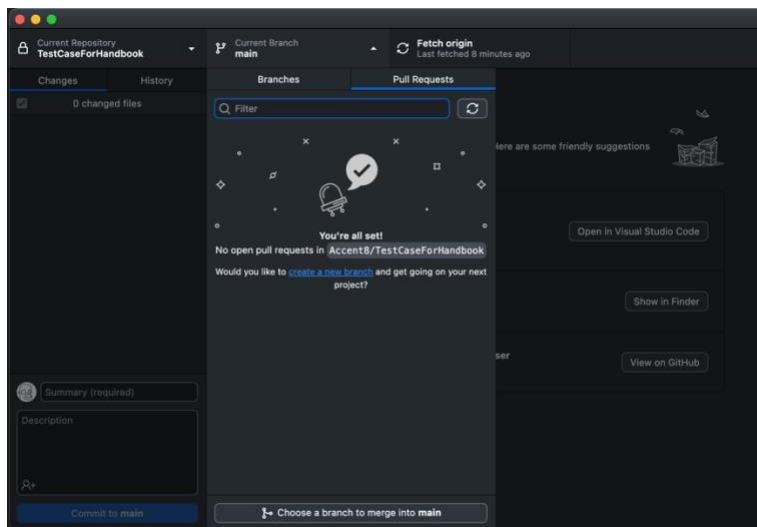 Current Repository
TestCaseForHandbook
Current Branch
main
Fetch origin
Last fetched 8 minutes ago
Changes
History
Branches
Pull Requests
0 changed files
Filter
Here are some friendly suggestions
You're all set!
No open pull requests in Accent8/TestCaseForHandbook
Would you like to create a new branch and get going on your next
project?
Open in Visual Studio Code
Show in Finder
ser
View on GitHub
Summary (required)
Description
Commit to main
Choose a branch to merge into main